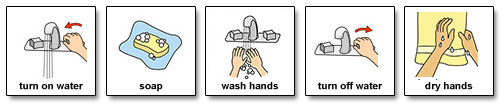 turn on water
soap
wash hands
turn off water
dry hands